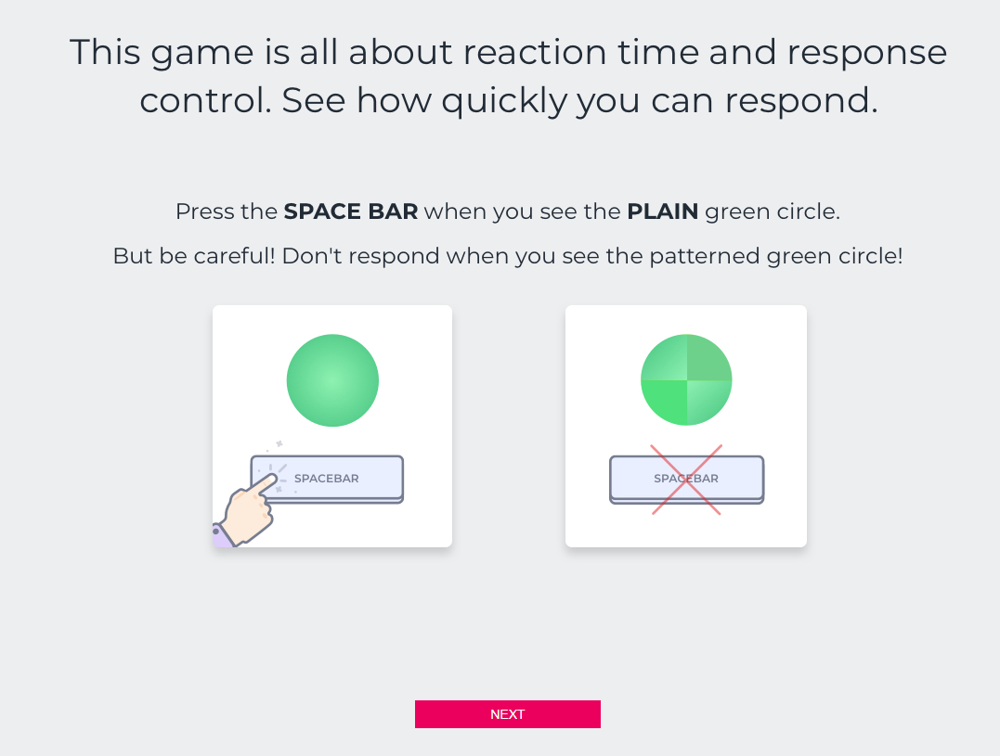 This game is all about reaction time and response
control. See how quickly you can respond.
Press the SPACE BAR when you see the PLAIN green circle.
But be careful! Don't respond when you see the patterned green circle!
SPACEBAR
SPACEBAR
NEXT